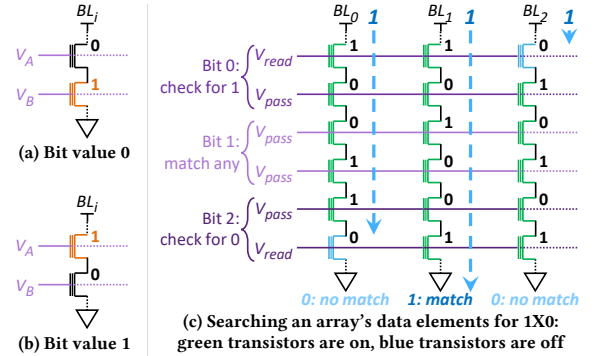 BLi
0
VA
1
VB
(a) Bit value 0
BLi
1
VA
0
VB
(b) Bit value 1
BL0 1 BL1 1 BL2 1
Bit 0: check for 1
Vread 1 1 0
Vpass 0 0 1
Bit 1: match any
Vpass 0 1 0
Vpass 1 0 1
Bit 2: check for 0
Vpass 1 0 0
Vread 0 1 1
0: no match 1: match 0: no match
(c) Searching an array's data elements for 1X0:
green transistors are on, blue transistors are off